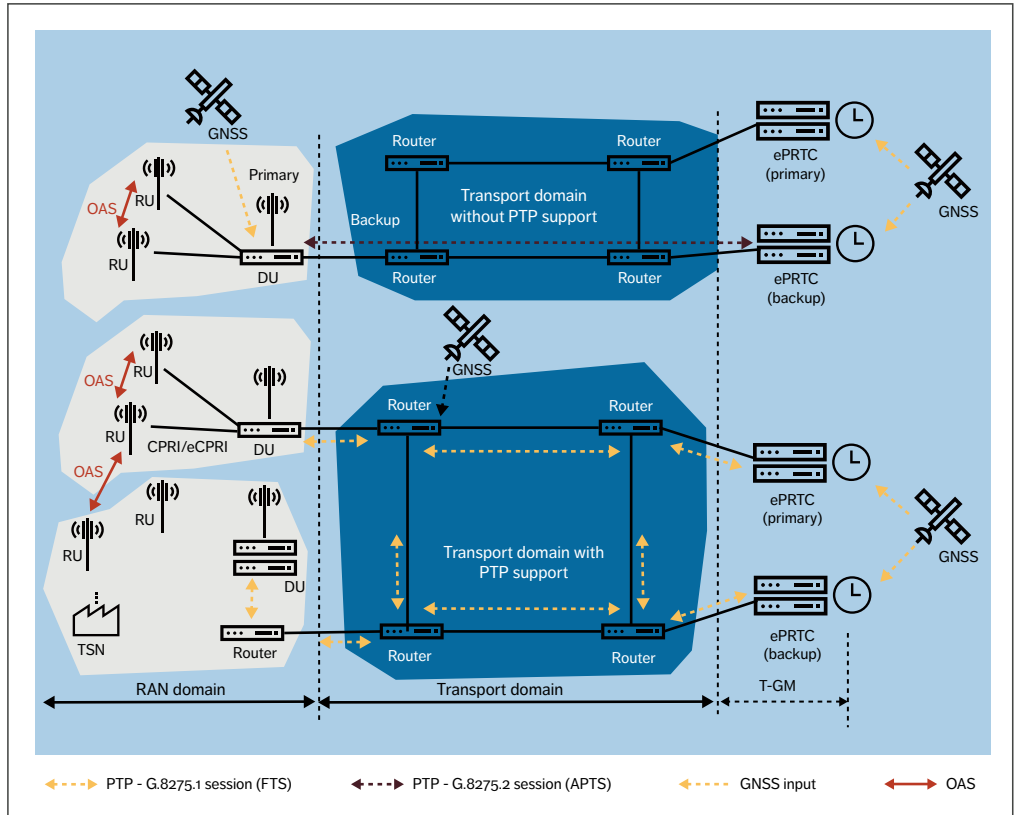 GNSS
Router
Router
ePRTC
(primary)
GNSS
RU
OAS
Primary
Transport domain
without PTP support
Backup
RU
DU
Router
Router
ePRTC
(backup)
GNSS
OAS
RU
Router
Router
RU
CPRI/eCPRI
DU
OAS
ePRTC
(primary)
GNSS
RU
RU
DU
Transport domain with
PTP support
TSN
Router
Router
Router
ePRTC
(backup)
RAN domain
Transport domain
T-GM
PTP - G.8275.1 session (FTS)
PTP - G.8275.2 session (APTS)
GNSS input
OAS